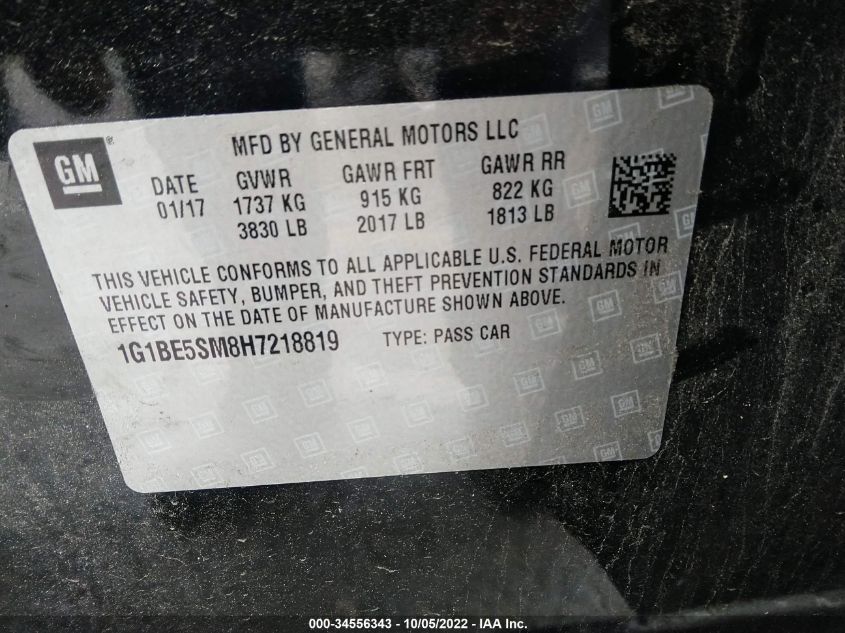 GM
MFD BY GENERAL MOTORS LLC
DATE GVWR GAWR FRT GAWR RR
01/17 1737 KG 915 KG 822 KG
3830 LB 2017 LB 1813 LB
THIS VEHICLE CONFORMS TO ALL APPLICABLE U.S. FEDERAL MOTOR
VEHICLE SAFETY, BUMPER, AND THEFT PREVENTION STANDARDS IN
EFFECT ON THE DATE OF MANUFACTURE SHOWN ABOVE.
1G1BE5SM8H7218819 TYPE: PASS CAR
000-34556343 - 10/05/2022 - IAA Inc.